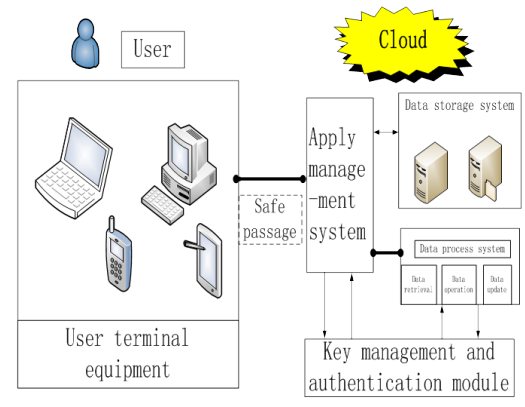 User
Cloud
Data storage system
Apply
manage
-ment
system
Safe
passage
Data process system
Data
retrieval
Data
operation
Data
update
User terminal
equipment
Key management and
authentication module